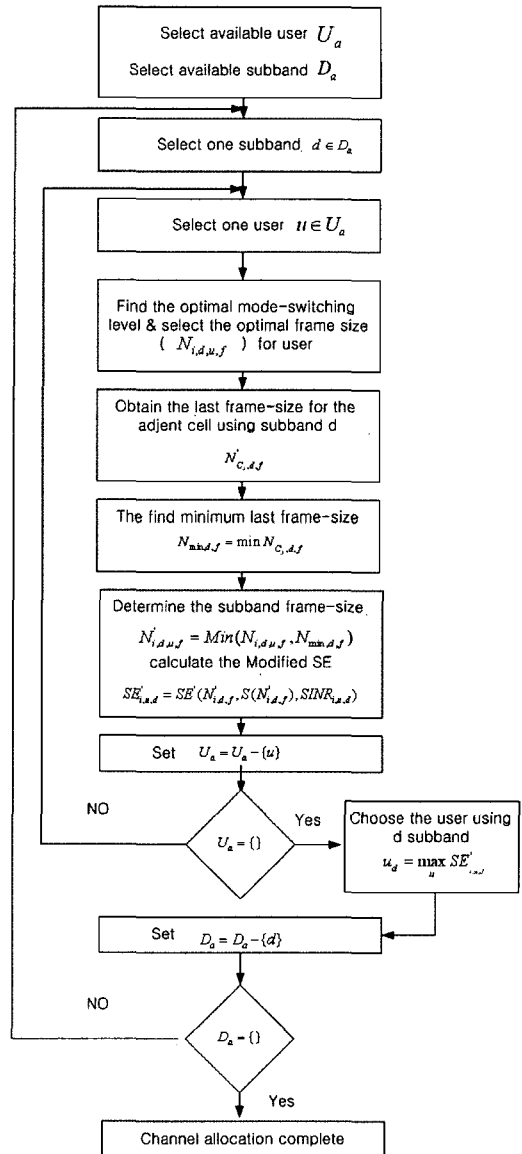 Select available user U_a
Select available subband D_a
Select one subband d ∈ D_a
Select one user u ∈ U_a
Find the optimal mode-switching
level & select the optimal frame size
( N_{i,d,u,f} ) for user
Obtain the last frame-size for the
adjent cell using subband d
N'_{C_j,d,f}
The find minimum last frame-size
N_{min,d,f} = min N_{C_j,d,f}
Determine the subband frame-size
N'_{i,d,u,f} = Min(N_{i,d,u,f}, N_{min,d,f})
calculate the Modified SE
SE'_{i,u,d} = SE'(N'_{i,d,f}, S(N'_{i,d,f}), SINR_{i,u,d})
Set U_a = U_a - {u}
NO
U_a = {}
Yes
Choose the user using
d subband
u_d = max_u SE'
Set D_a = D_a - {d}
NO
D_a = {}
Yes
Channel allocation complete